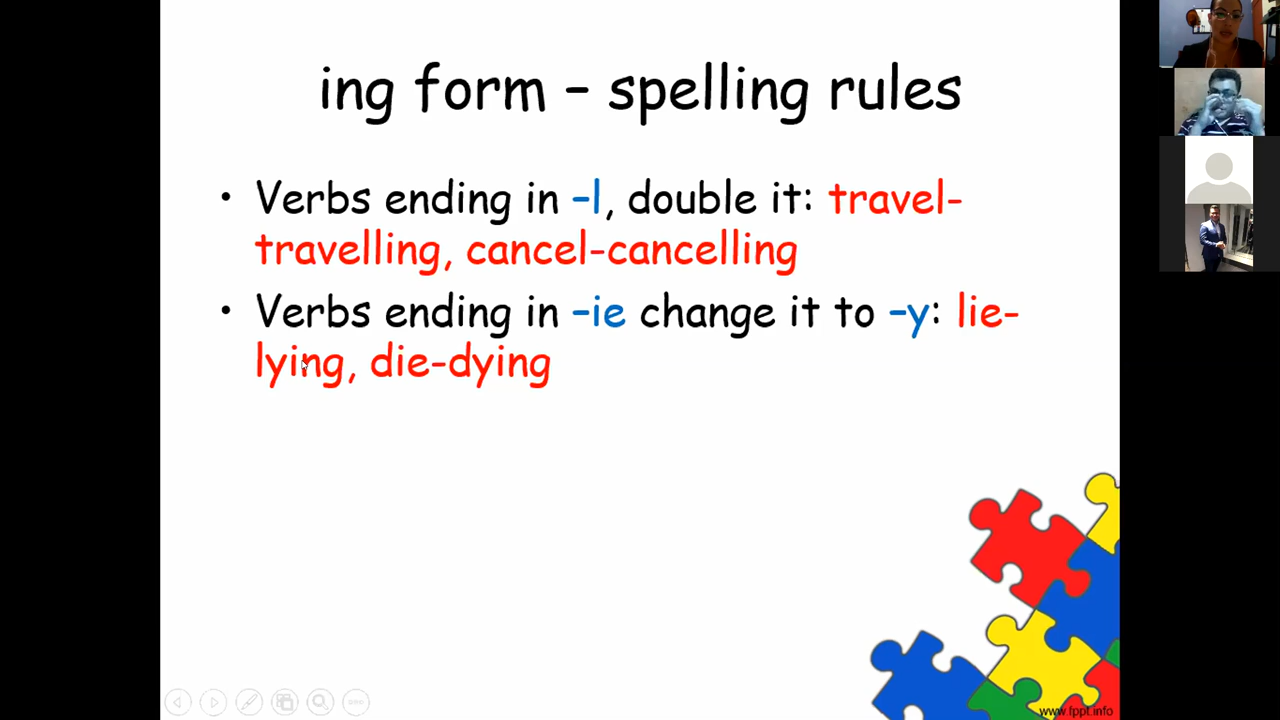 ing form – spelling rules
• Verbs ending in –l, double it: travel-
travelling, cancel-cancelling
• Verbs ending in –ie change it to –y: lie-
lying, die-dying
www.fppt.info